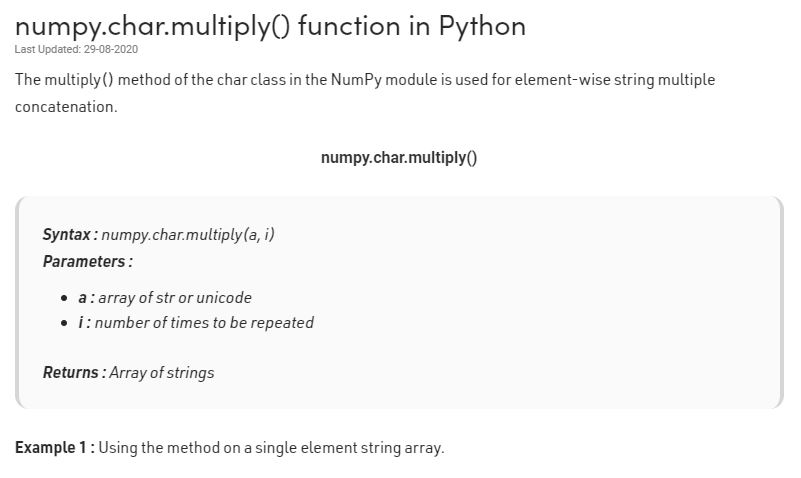 numpy.char.multiply() function in Python
Last Updated: 29-08-2020
The multiply() method of the char class in the NumPy module is used for element-wise string multiple
concatenation.
numpy.char.multiply()
Syntax : numpy.char.multiply(a, i)
Parameters :
• a : array of str or unicode
• i : number of times to be repeated
Returns : Array of strings
Example 1 : Using the method on a single element string array.